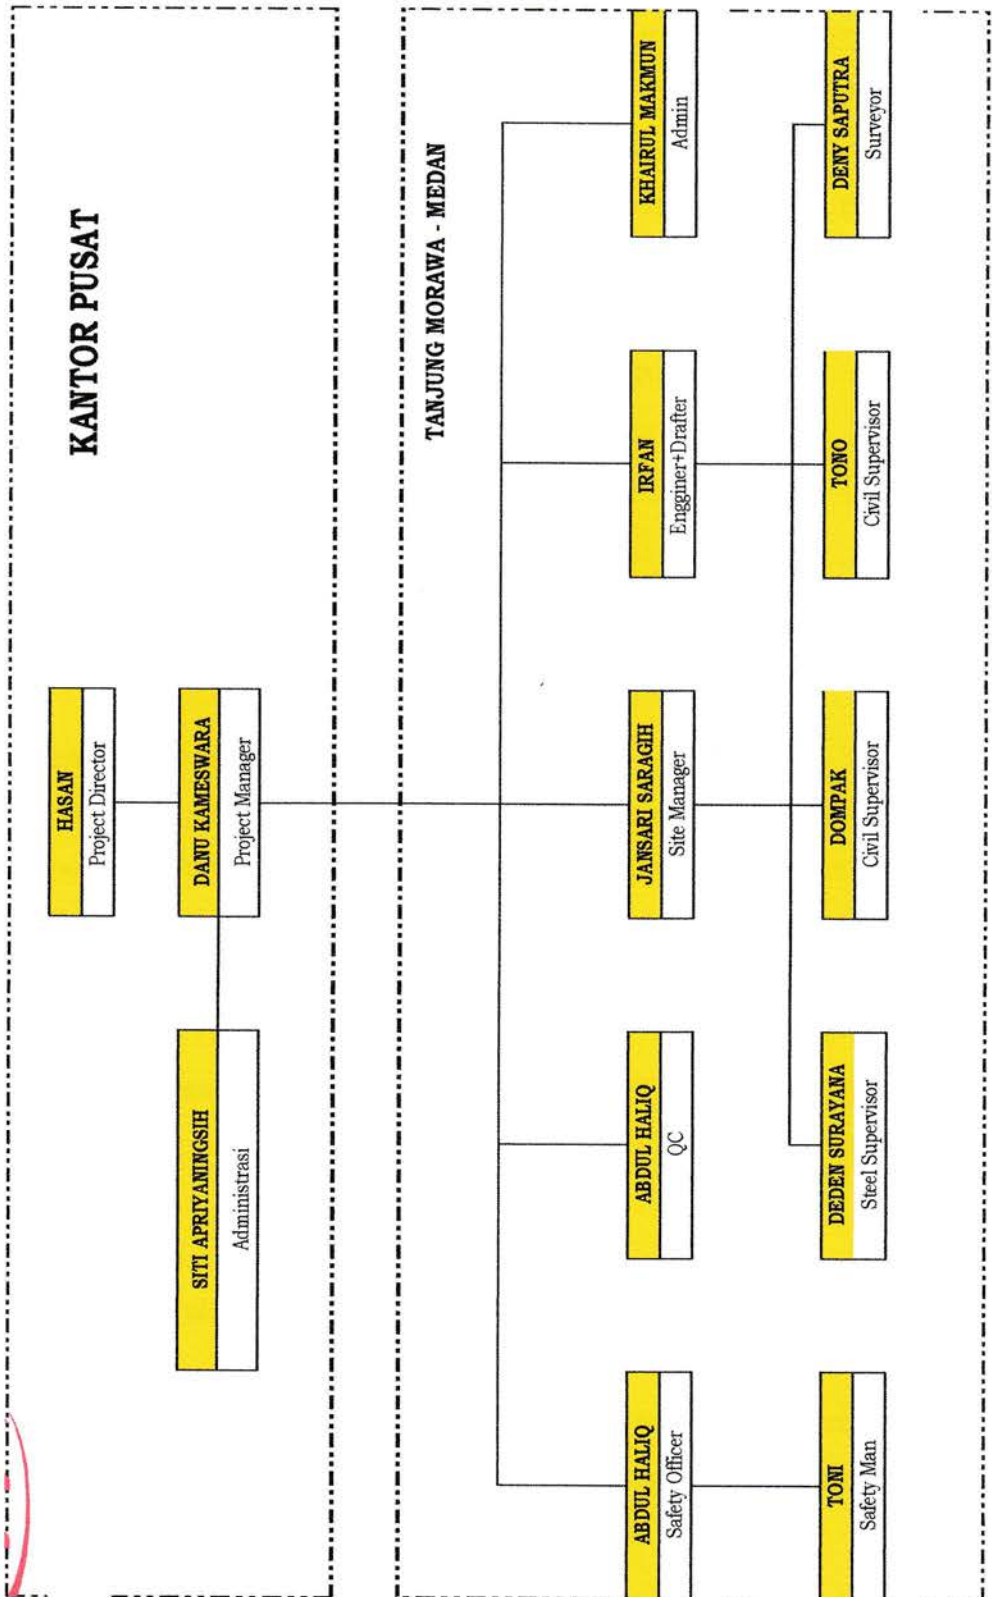 KANTOR PUSAT
HASAN
Project Director
SITI APRIYANINGSIH
Administrasi
DANU KAMESWARA
Project Manager
TANJUNG MORAWA - MEDAN
ABDUL HALIQ
Safety Officer
ABDUL HALIQ
QC
JANSARI SARAGIH
Site Manager
IRFAN
Engginer+Drafter
KHAIRUL MAKMUN
Admin
TONI
Safety Man
DEDEN SURAYANA
Steel Supervisor
DOMPAK
Civil Supervisor
TONO
Civil Supervisor
DENY SAPUTRA
Surveyor